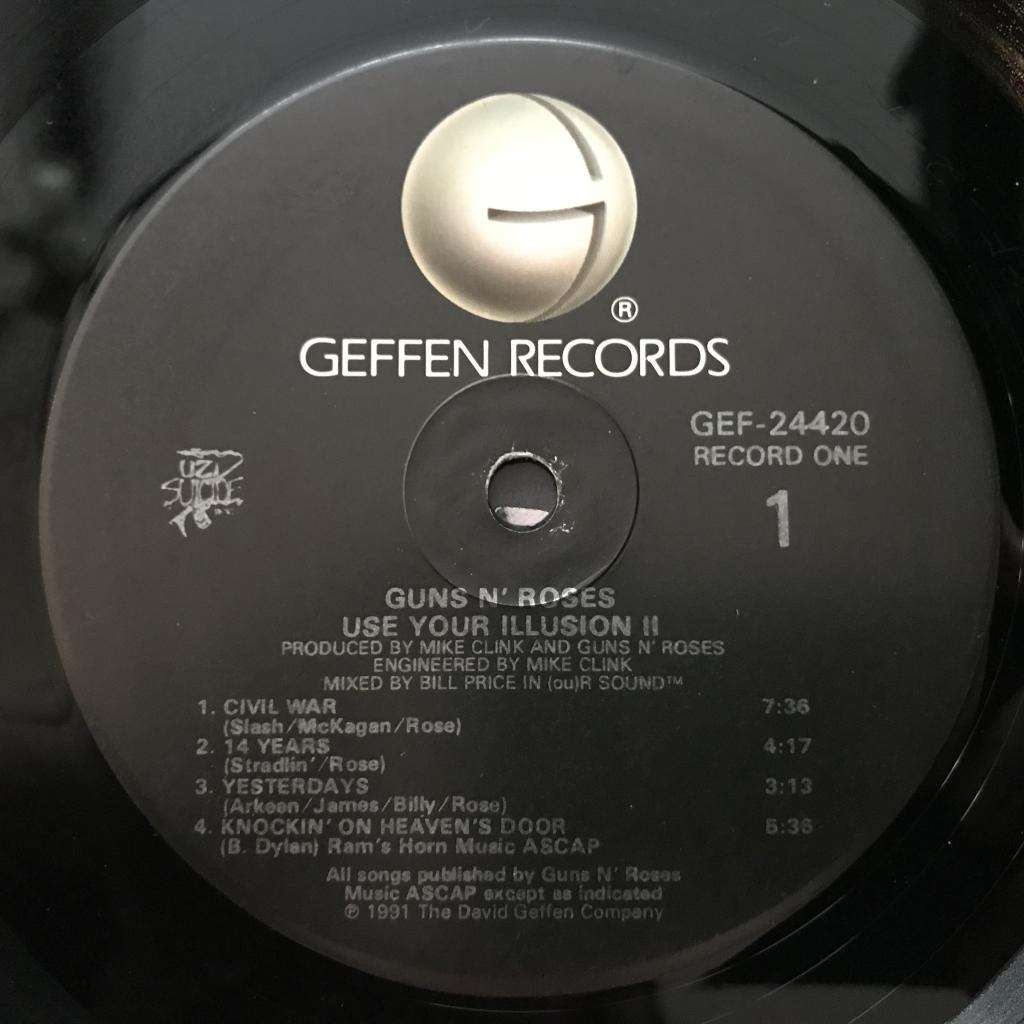 ®
GEFFEN RECORDS
GEF-24420
RECORD ONE
1
GUNS N' ROSES
USE YOUR ILLUSION II
PRODUCED BY MIKE CLINK AND GUNS N' ROSES
ENGINEERED BY MIKE CLINK
MIXED BY BILL PRICE IN (ou)R SOUND™
1. CIVIL WAR 7:36
(Slash/McKagan/Rose)
2. 14 YEARS 4:17
(Stradlin'/Rose)
3. YESTERDAYS 3:13
(Arkeen/James/Billy/Rose)
4. KNOCKIN' ON HEAVEN'S DOOR 5:36
(B. Dylan) Ram's Horn Music ASCAP
All songs published by Guns N' Roses
Music ASCAP except as indicated
℗ 1991 The David Geffen Company